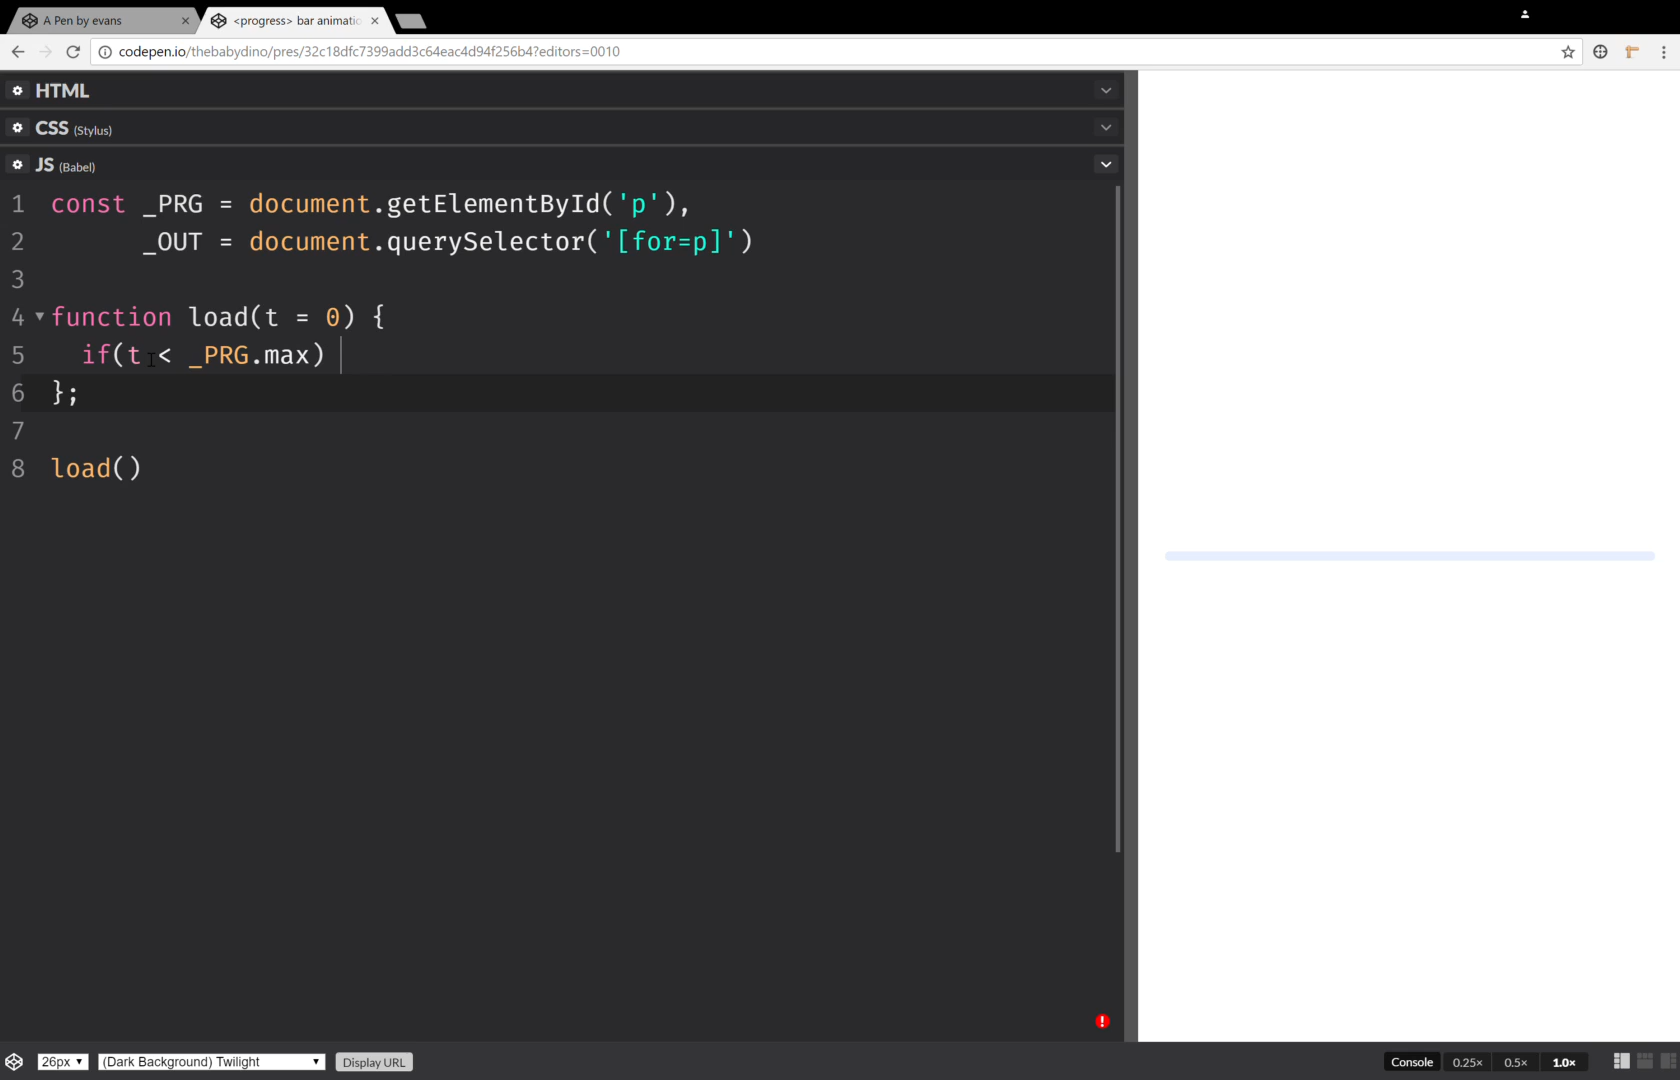 A Pen by evans
<progress> bar animatio
codepen.io/thebabydino/pres/32c18dfc7399add3c64eac4d94f256b4?editors=0010
HTML
CSS (Stylus)
JS (Babel)
1 const _PRG = document.getElementById('p'),
2 _OUT = document.querySelector('[for=p]')
3
4 function load(t = 0) {
5 if(t < _PRG.max)
6 };
7
8 load()
26px
(Dark Background) Twilight
Display URL
Console
0.25×
0.5×
1.0×